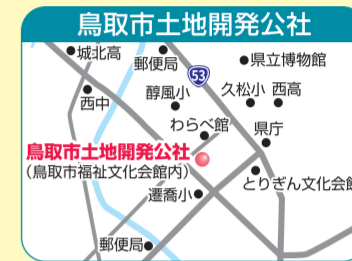 鳥取市土地開発公社
城北高
郵便局
53
県立博物館
西中
醇風小
久松小
西高
わらべ館
県庁
鳥取市土地開発公社
(鳥取市福祉文化会館内)
とりぎん文化会館
遷喬小
郵便局